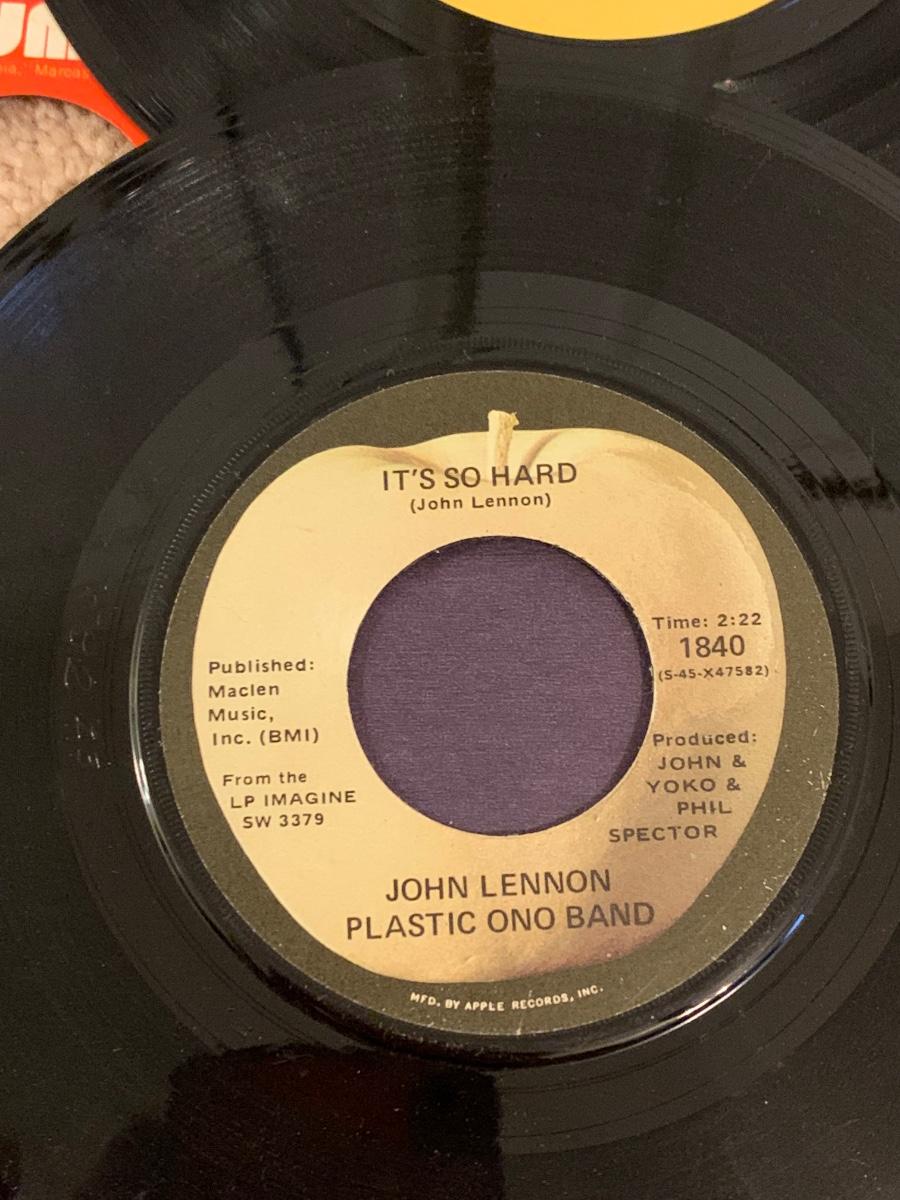 Marcas
IT'S SO HARD
(John Lennon)
Time: 2:22
1840
(S-45-X47582)
Published:
Maclen
Music,
Inc. (BMI)
From the
LP IMAGINE
SW 3379
Produced:
JOHN &
YOKO &
PHIL
SPECTOR
JOHN LENNON
PLASTIC ONO BAND
MFD. BY APPLE RECORDS, INC.